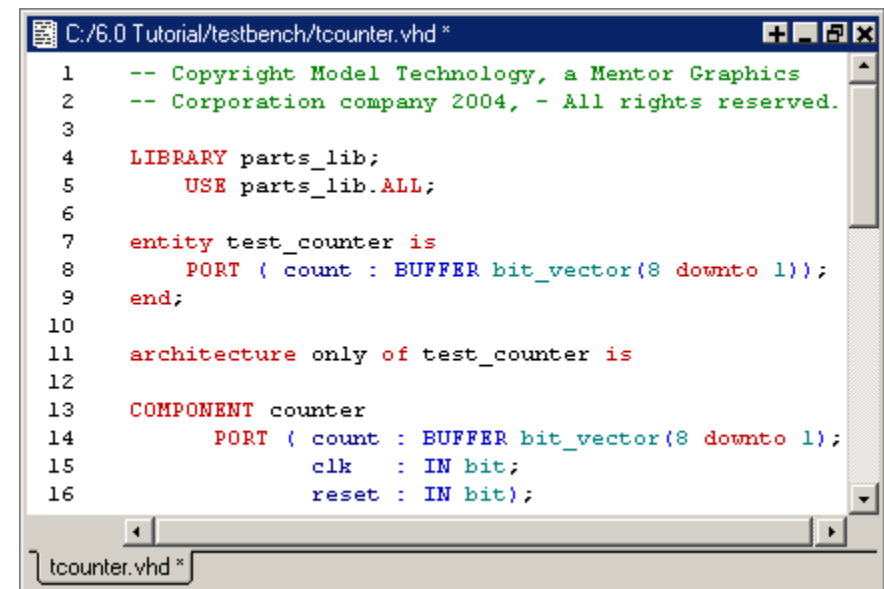 C:/6.0 Tutorial/testbench/tcounter.vhd *
1 -- Copyright Model Technology, a Mentor Graphics
2 -- Corporation company 2004, - All rights reserved.
3
4 LIBRARY parts_lib;
5 USE parts_lib.ALL;
6
7 entity test_counter is
8 PORT ( count : BUFFER bit_vector(8 downto 1));
9 end;
10
11 architecture only of test_counter is
12
13 COMPONENT counter
14 PORT ( count : BUFFER bit_vector(8 downto 1);
15 clk : IN bit;
16 reset : IN bit);
tcounter.vhd *